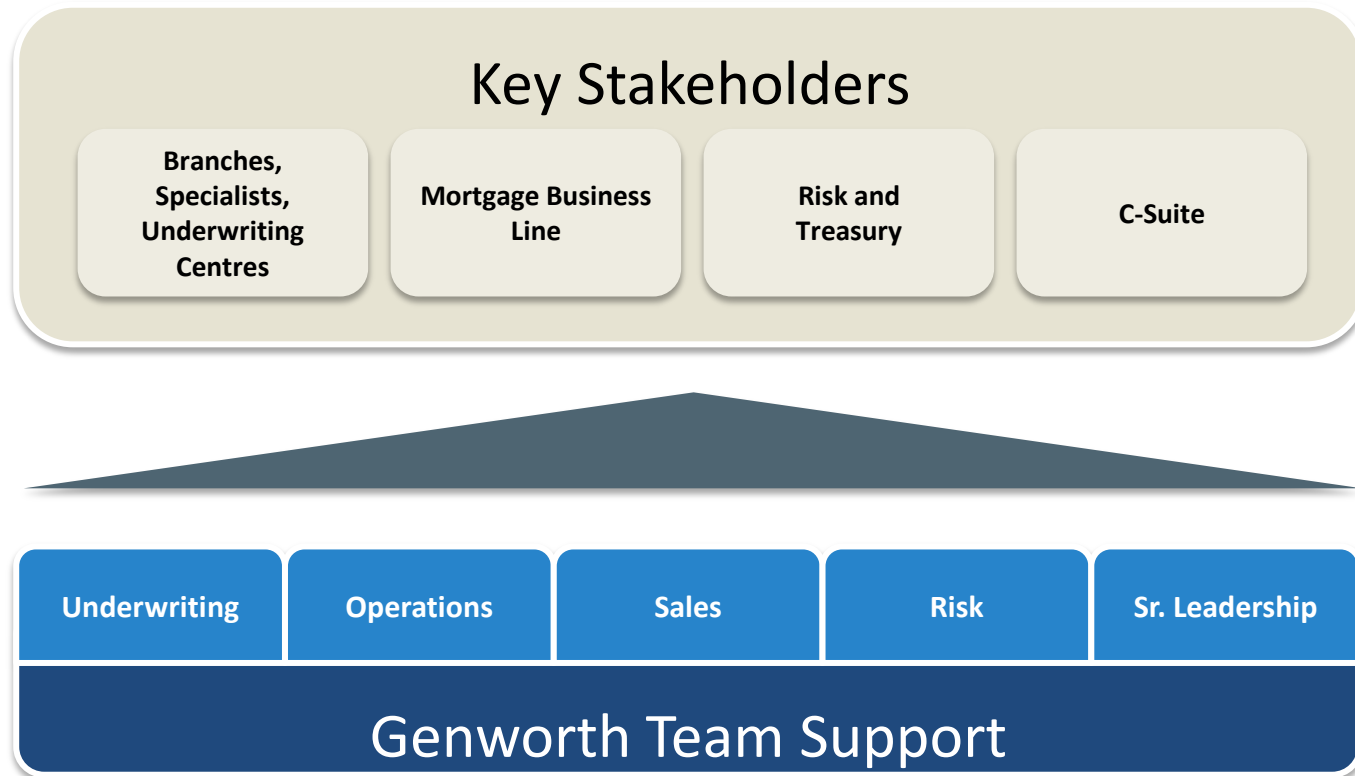 Key Stakeholders
Branches,
Specialists,
Underwriting
Centres
Mortgage Business
Line
Risk and
Treasury
C-Suite
Underwriting
Operations
Sales
Risk
Sr. Leadership
Genworth Team Support